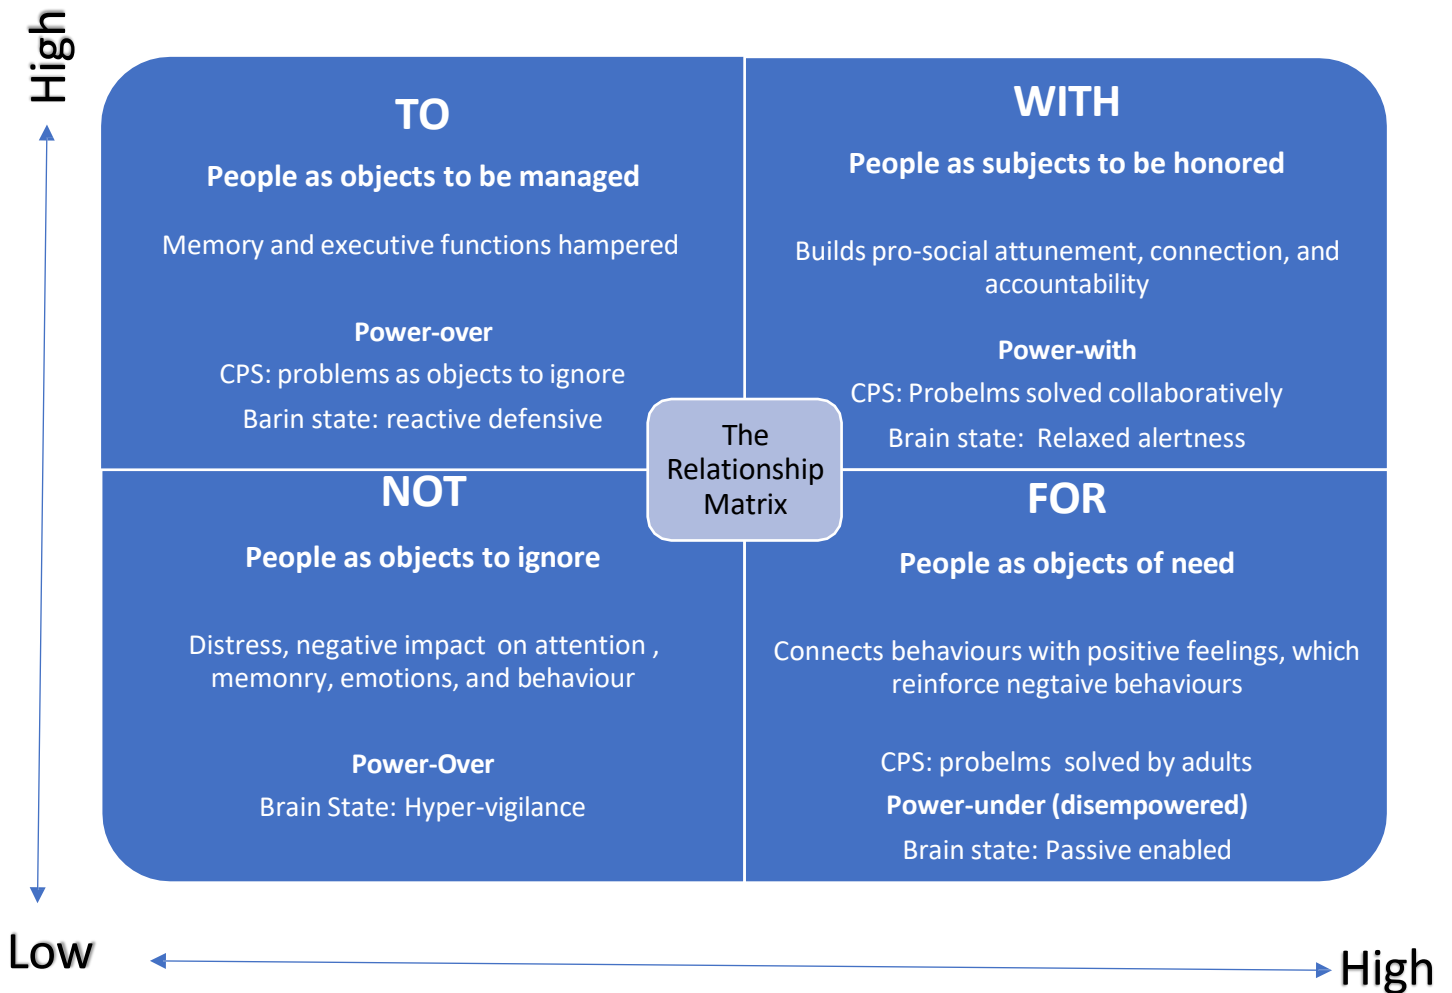 High
TO
People as objects to be managed
Memory and executive functions hampered
Power-over
CPS: problems as objects to ignore
Barin state: reactive defensive
WITH
People as subjects to be honored
Builds pro-social attunement, connection, and
accountability
Power-with
CPS: Probelms solved collaboratively
Brain state: Relaxed alertness
The
Relationship
Matrix
NOT
People as objects to ignore
Distress, negative impact on attention ,
memonry, emotions, and behaviour
Power-Over
Brain State: Hyper-vigilance
FOR
People as objects of need
Connects behaviours with positive feelings, which
reinforce negtaive behaviours
CPS: probelms solved by adults
Power-under (disempowered)
Brain state: Passive enabled
Low
High